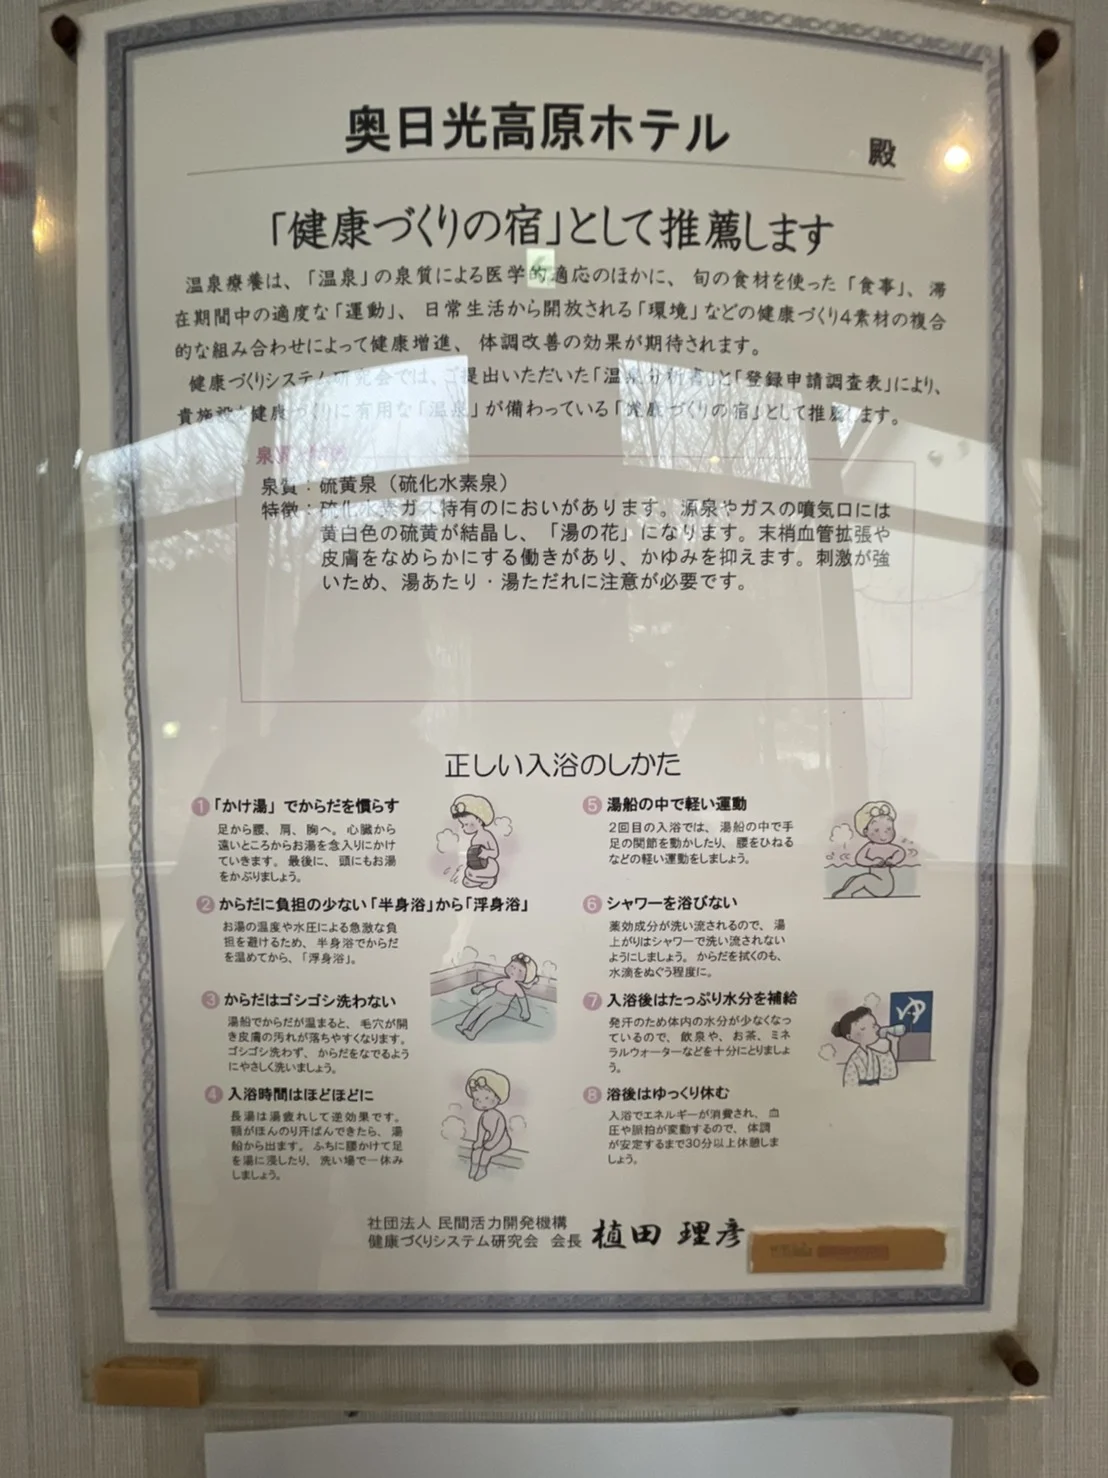 奥日光高原ホテル
殿
「健康づくりの宿」として推薦します
温泉療養は、「温泉」の泉質による医学的適応のほかに、旬の食材を使った「食事」、滞
在期間中の適度な「運動」、日常生活から開放される「環境」などの健康づくり4素材の複合
的な組み合わせによって健康増進、体調改善の効果が期待されます。
健康づくりシステム研究会では、ご提出いただいた「温泉分析書」と「登録申請調査表」により、
貴施設を健康づくりに有用な「温泉」が備わっている「健康づくりの宿」として推薦します。
泉質：硫黄泉（硫化水素泉）
特徴：硫化水素ガス特有のにおいがあります。源泉やガスの噴気口には
黄白色の硫黄が結晶し、「湯の花」になります。末梢血管拡張や
皮膚をなめらかにする働きがあり、かゆみを抑えます。刺激が強
いため、湯あたり・湯ただれに注意が必要です。
正しい入浴のしかた
1 「かけ湯」でからだを慣らす
足から腰、肩、胸へ。心臓から
遠いところからお湯を念入りにかけ
ていきます。最後に、頭にもお湯
をかぶりましょう。
2 からだに負担の少ない「半身浴」から「浮身浴」
お湯の温度や水圧による急激な負
担を避けるため、半身浴でからだ
を温めてから、「浮身浴」。
3 からだはゴシゴシ洗わない
湯船でからだが温まると、毛穴が開
き皮膚の汚れが落ちやすくなります。
ゴシゴシ洗わず、からだをなでるよう
にやさしく洗いましょう。
4 入浴時間はほどほどに
長湯は湯疲れして逆効果です。
額がほんのり汗ばんできたら、湯
船から出ます。ふちに腰かけて足
を湯に浸したり、洗い場で一休み
しましょう。
5 湯船の中で軽い運動
2回目の入浴では、湯船の中で手
足の関節を動かしたり、腰をひねる
などの軽い運動をしましょう。
6 シャワーを浴びない
薬効成分が洗い流されるので、湯
上がりはシャワーで洗い流されない
ようにしましょう。からだを拭くのも、
水滴をぬぐう程度に。
7 入浴後はたっぷり水分を補給
発汗のため体内の水分が少なくなっ
ているので、飲泉や、お茶、ミネ
ラルウォーターなどを十分にとりましょ
う。
ゆ
8 浴後はゆっくり休む
入浴でエネルギーが消費され、血
圧や脈拍が変動するので、体調
が安定するまで30分以上休憩しま
しょう。
社団法人 民間活力開発機構
健康づくりシステム研究会 会長 植田 理彦